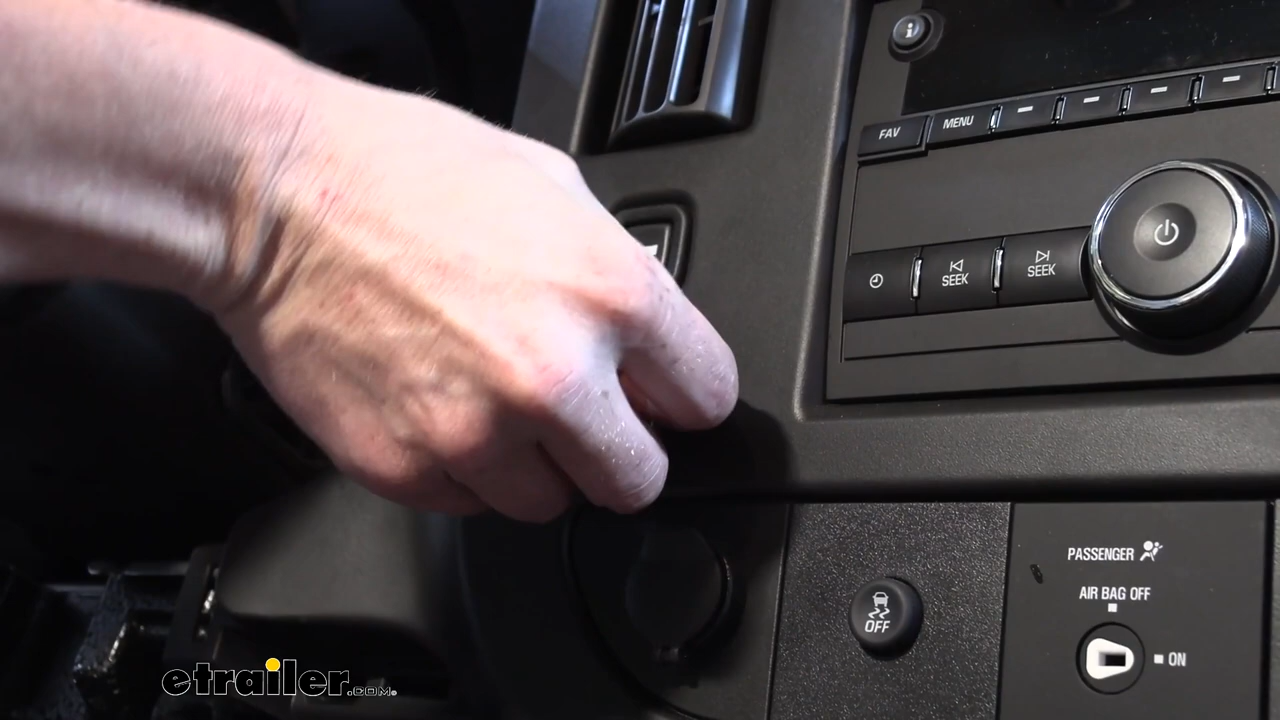 i
FAV
MENU
SEEK
SEEK
OFF
PASSENGER
AIR BAG OFF
ON
etrailer.COM®